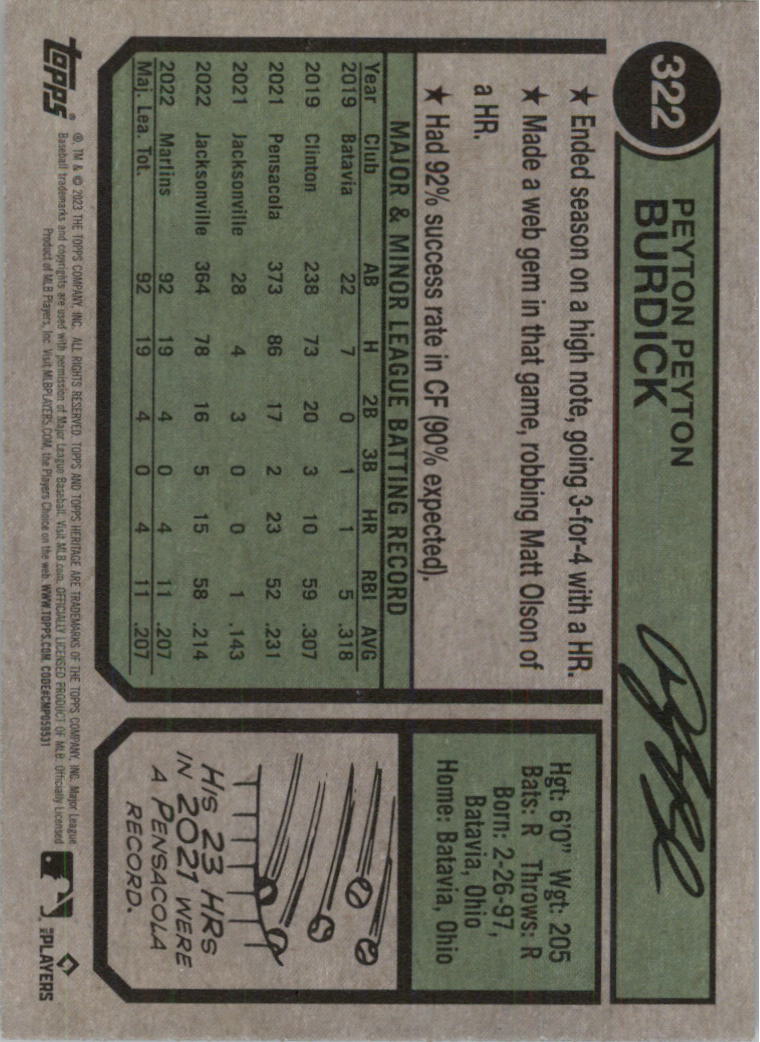 322
PEYTON PEYTON
BURDICK
★ Ended season on a high note, going 3-for-4 with a HR.
★ Made a web gem in that game, robbing Matt Olson of
a HR.
★ Had 92% success rate in CF (90% expected).
MAJOR & MINOR LEAGUE BATTING RECORD
Year Club AB H 2B 3B HR RBI AVG
2019 Batavia 22 7 0 1 1 5 .318
2019 Clinton 238 73 20 3 10 59 .307
2021 Pensacola 373 86 17 2 23 52 .231
2021 Jacksonville 28 4 3 0 0 1 .143
2022 Jacksonville 364 78 16 5 15 58 .214
2022 Marlins 92 19 4 0 4 11 .207
Maj. Lea. Tot. 92 19 4 0 4 11 .207
Hgt: 6'0" Wgt: 205
Bats: R Throws: R
Born: 2-26-97,
Batavia, Ohio
Home: Batavia, Ohio
HIS 23 HRS
IN 2021 WERE
A PENSACOLA
RECORD.
topps®
®, TM & © 2023 THE TOPPS COMPANY, INC. ALL RIGHTS RESERVED. TOPPS AND TOPPS HERITAGE ARE TRADEMARKS OF THE TOPPS COMPANY, INC. Major League
Baseball trademarks and copyrights are used with permission of Major League Baseball. Visit MLB.com. OFFICIALLY LICENSED PRODUCT OF MLB. Officially Licensed
Product of MLB Players, Inc. Visit MLBPLAYERS.COM, the Players Choice on the web. WWW.TOPPS.COM. CODE#CMP059531
MLB PLAYERS